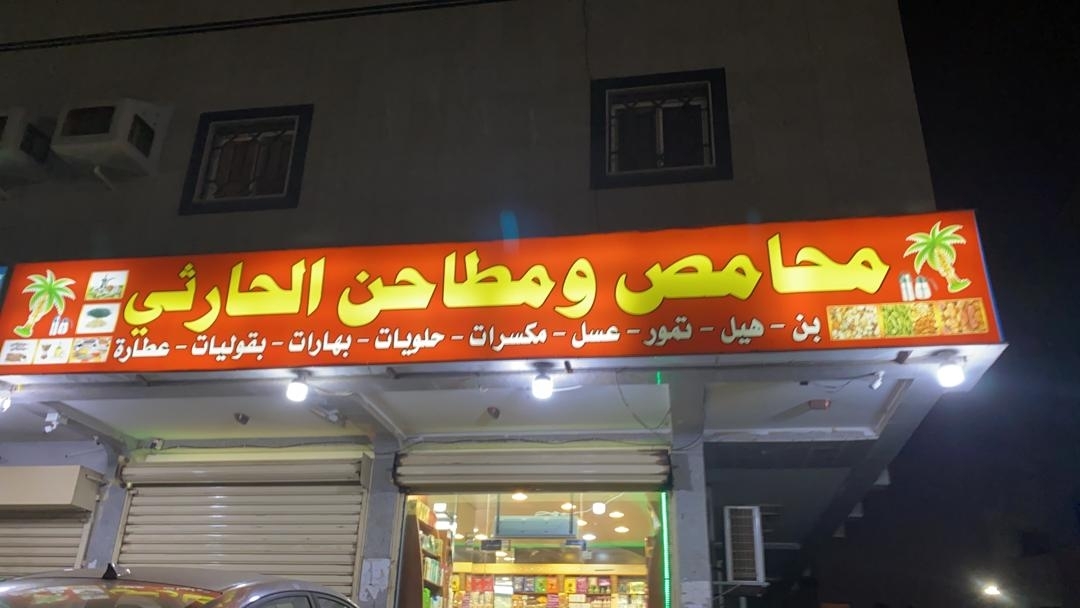 محامص ومطاحن الحارثي
بن - هيل - تمور - عسل - مكسرات - حلويات - بهارات - بقوليات - عطارة